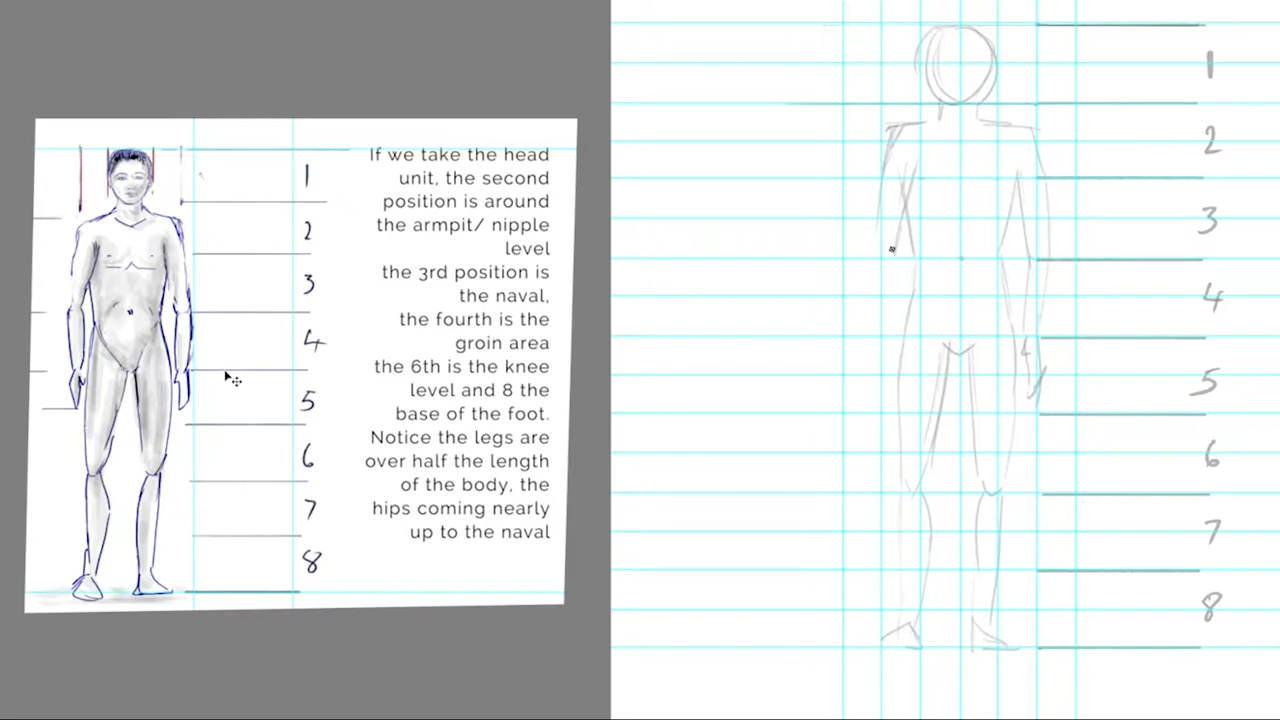 If we take the head
unit, the second
position is around
the armpit/ nipple
level
the 3rd position is
the naval,
the fourth is the
groin area
the 6th is the knee
level and 8 the
base of the foot.
Notice the legs are
over half the length
of the body, the
hips coming nearly
up to the naval
1
2
3
4
5
6
7
8
1
2
3
4
5
6
7
8